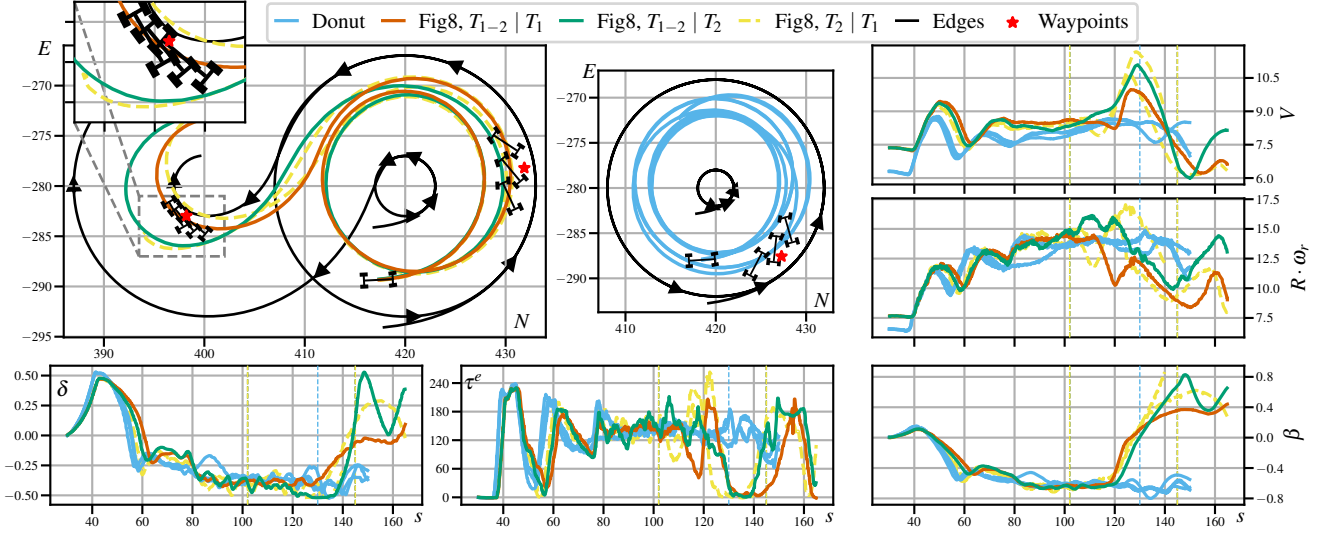 Donut Fig8, T₁₋₂ | T₁ Fig8, T₁₋₂ | T₂ Fig8, T₂ | T₁ Edges Waypoints
E
−270
−275
−280
−285
−290
−295
390 400 410 420 430
N
E
−270
−275
−280
−285
−290
410 420 430
N
10.5
9.0
7.5
6.0
V
17.5
15.0
12.5
10.0
7.5
R · ω_r
δ
0.50
0.25
0.00
−0.25
−0.50
40 60 80 100 120 140 160 s
τᵉ
240
180
120
60
0
40 60 80 100 120 140 160 s
0.8
0.4
0.0
−0.4
−0.8
β
40 60 80 100 120 140 160
s